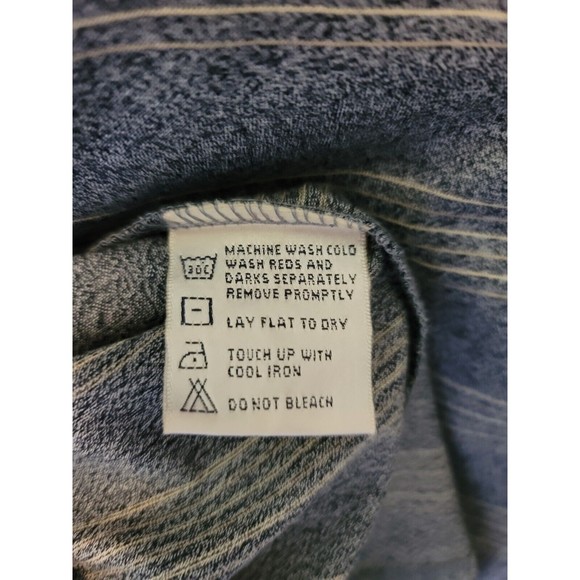 MACHINE WASH COLD
30C WASH REDS AND
DARKS SEPARATELY
REMOVE PROMPTLY
LAY FLAT TO DRY
TOUCH UP WITH
COOL IRON
DO NOT BLEACH